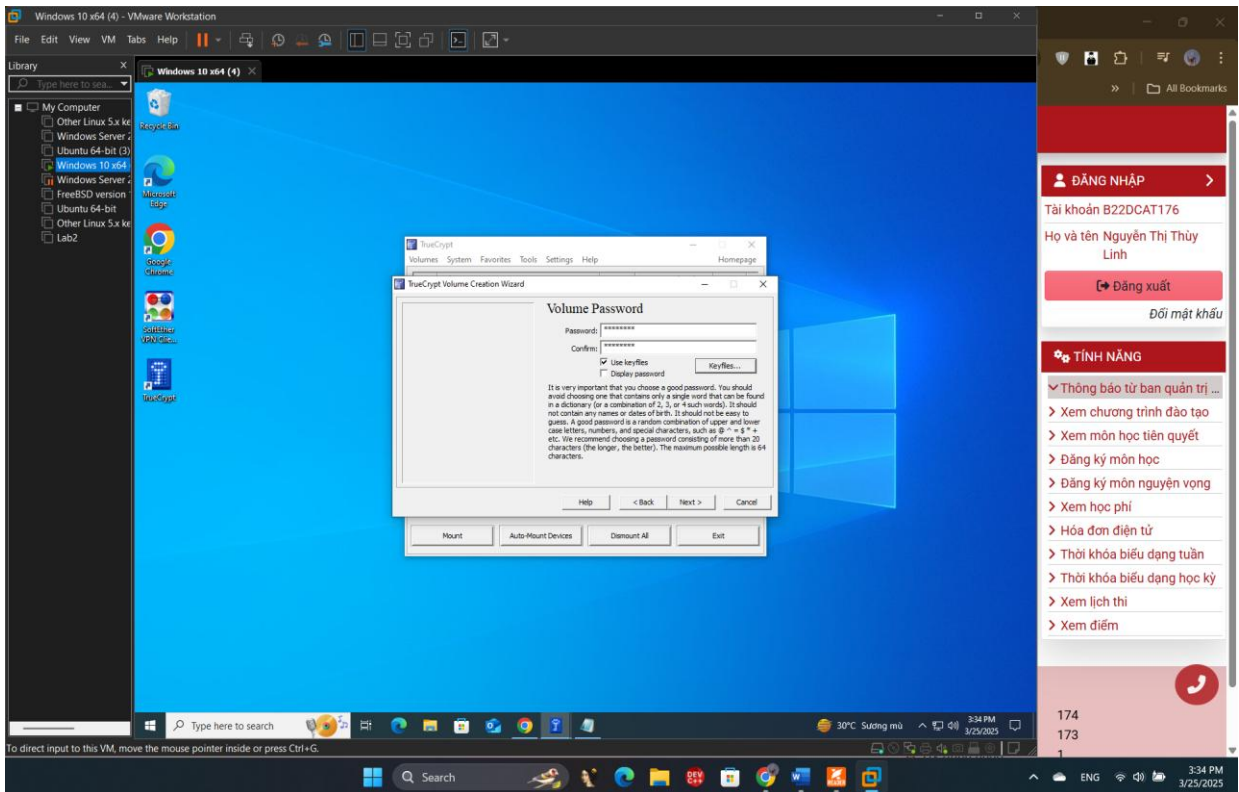 Windows 10 x64 (4) - VMware Workstation
File Edit View VM Tabs Help
Library X
Type here to sea...
My Computer
Other Linux 5.x ke
Windows Server 2
Ubuntu 64-bit (3)
Windows 10 x64
Windows Server 2
FreeBSD version
Ubuntu 64-bit
Other Linux 5.x ke
Lab2
Windows 10 x64 (4)
Recycle Bin
Microsoft
Edge
Google
Chrome
SoftEther
VPN Clie...
TrueCrypt
TrueCrypt
Volumes System Favorites Tools Settings Help Homepage
TrueCrypt Volume Creation Wizard
Volume Password
Password: ********
Confirm: ********
Use keyfiles
Display password
Keyfiles...
It is very important that you choose a good password. You should
avoid choosing one that contains only a single word that can be found
in a dictionary (or a combination of 2, 3, or 4 such words). It should
not contain any names or dates of birth. It should not be easy to
guess. A good password is a random combination of upper and lower
case letters, numbers, and special characters, such as @ ^ = $ * +
etc. We recommend choosing a password consisting of more than 20
characters (the longer, the better). The maximum possible length is 64
characters.
Help < Back Next > Cancel
Mount Auto-Mount Devices Dismount All Exit
Type here to search
30°C Sương mù
3:34 PM
3/25/2025
To direct input to this VM, move the mouse pointer inside or press Ctrl+G.
» All Bookmarks
ĐĂNG NHẬP
Tài khoản B22DCAT176
Họ và tên Nguyễn Thị Thùy
Linh
Đăng xuất
Đổi mật khẩu
TÍNH NĂNG
Thông báo từ ban quản trị ...
Xem chương trình đào tạo
Xem môn học tiên quyết
Đăng ký môn học
Đăng ký môn nguyện vọng
Xem học phí
Hóa đơn điện tử
Thời khóa biểu dạng tuần
Thời khóa biểu dạng học kỳ
Xem lịch thi
Xem điểm
174
173
1
Search
ENG
3:34 PM
3/25/2025